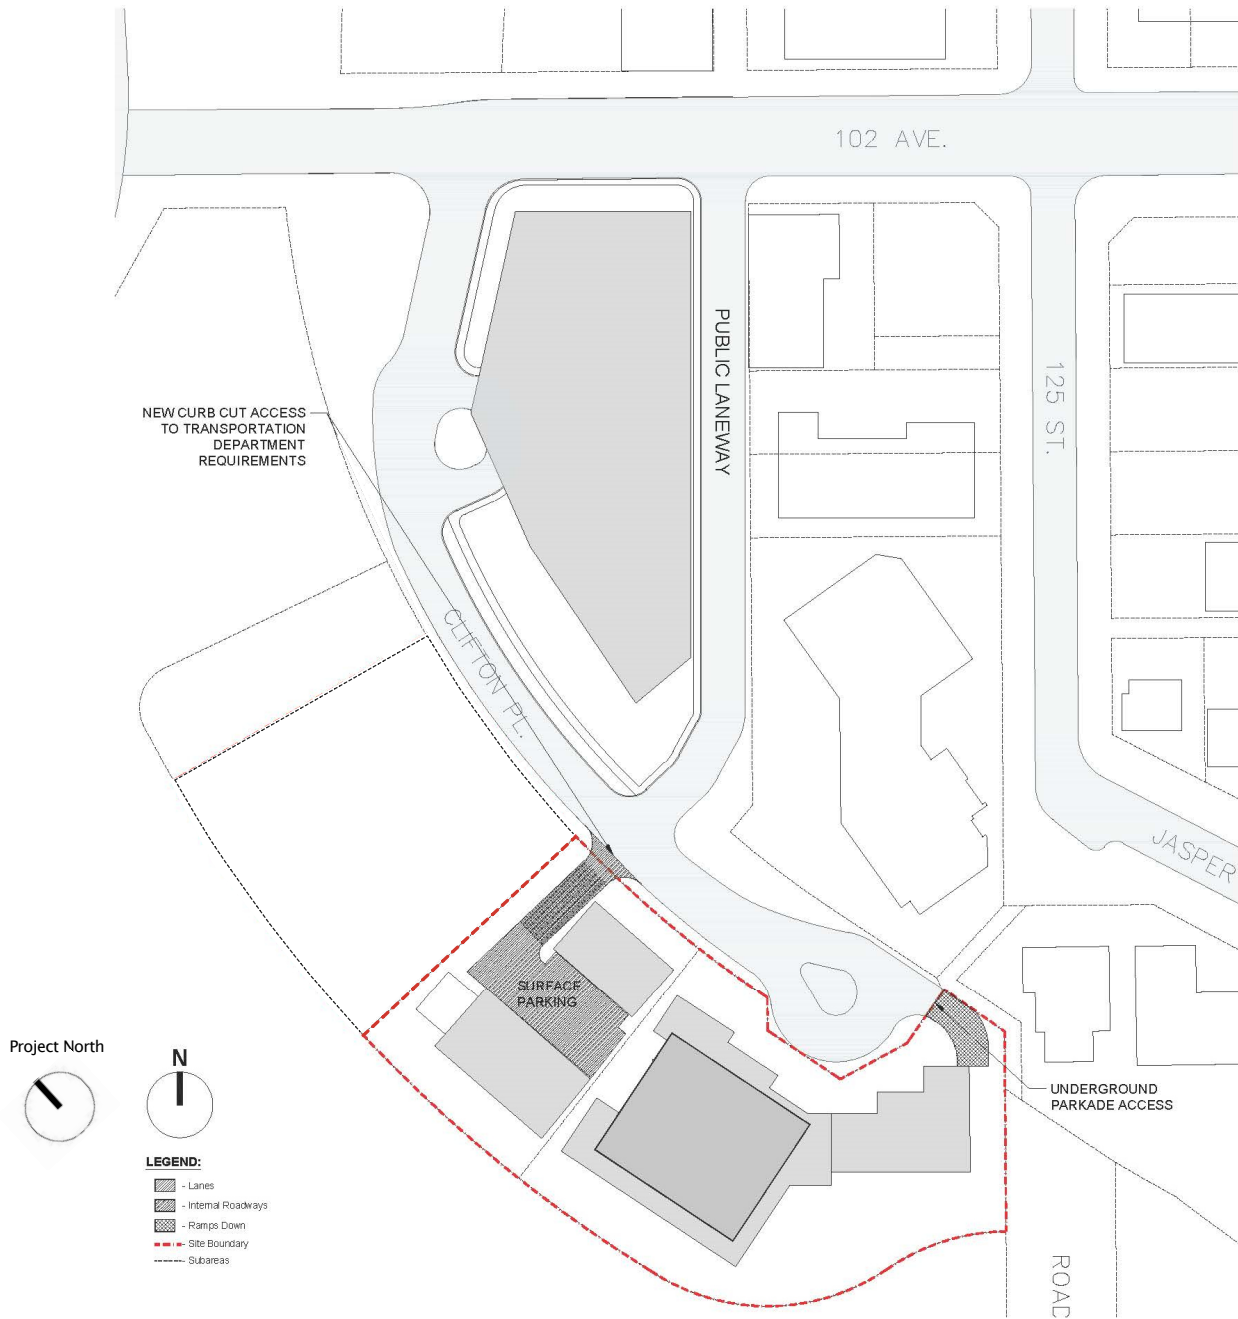 102 AVE.
PUBLIC LANEWAY
125 ST.
NEW CURB CUT ACCESS
TO TRANSPORTATION
DEPARTMENT
REQUIREMENTS
CLIFTON PL.
JASPER
SURFACE
PARKING
UNDERGROUND
PARKADE ACCESS
Project North
N
LEGEND:
- Lanes
- Internal Roadways
- Ramps Down
- Site Boundary
- Subareas
ROAD